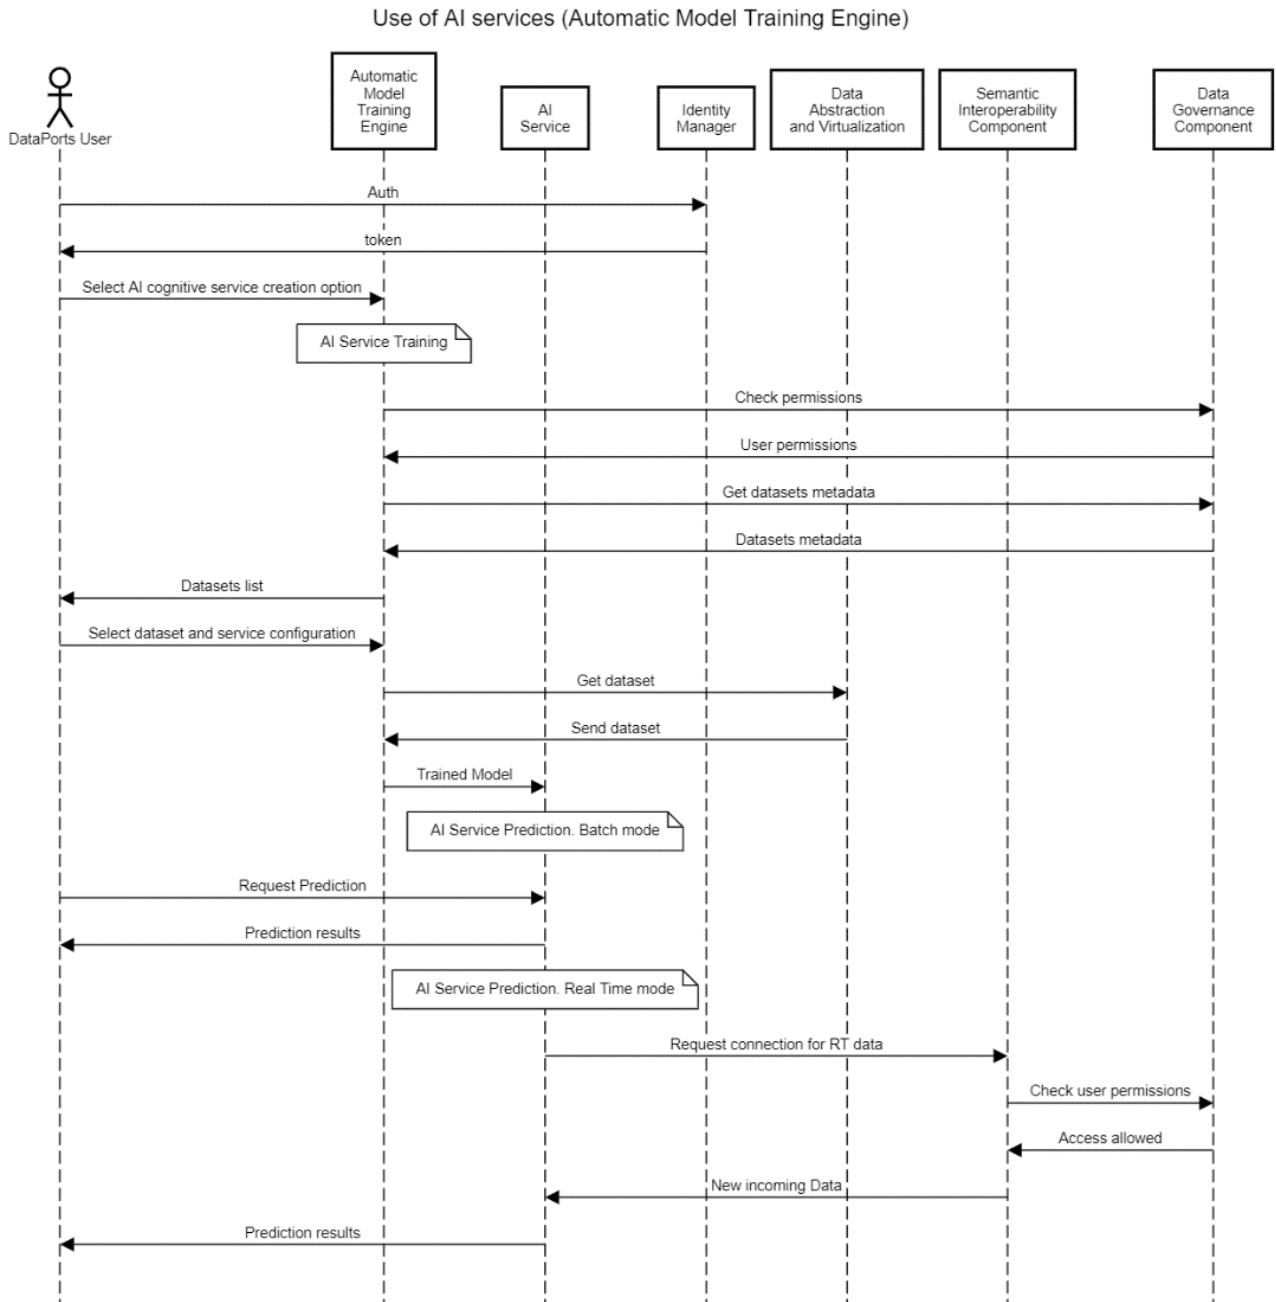 Use of AI services (Automatic Model Training Engine)
DataPorts User
Automatic
Model
Training
Engine
AI
Service
Identity
Manager
Data
Abstraction
and Virtualization
Semantic
Interoperability
Component
Data
Governance
Component
Auth
token
Select AI cognitive service creation option
AI Service Training
Check permissions
User permissions
Get datasets metadata
Datasets metadata
Datasets list
Select dataset and service configuration
Get dataset
Send dataset
Trained Model
AI Service Prediction. Batch mode
Request Prediction
Prediction results
AI Service Prediction. Real Time mode
Request connection for RT data
Check user permissions
Access allowed
New incoming Data
Prediction results